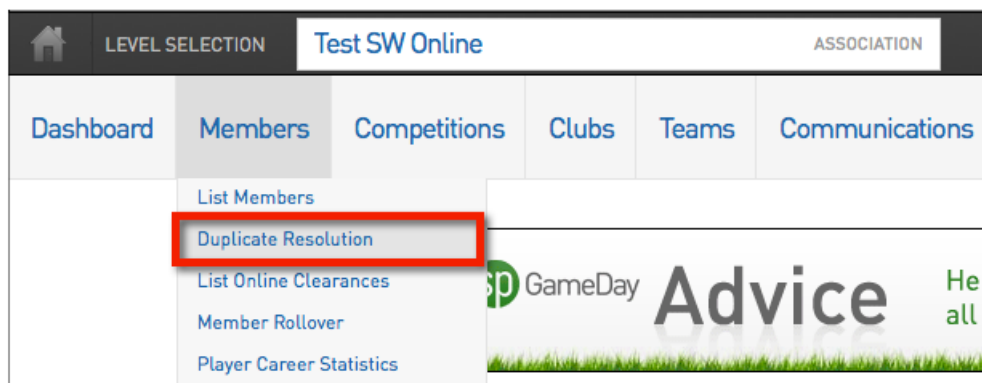 LEVEL SELECTION Test SW Online ASSOCIATION
Dashboard Members Competitions Clubs Teams Communications
List Members
Duplicate Resolution
List Online Clearances
Member Rollover
Player Career Statistics
sp GameDay Advice
He
all